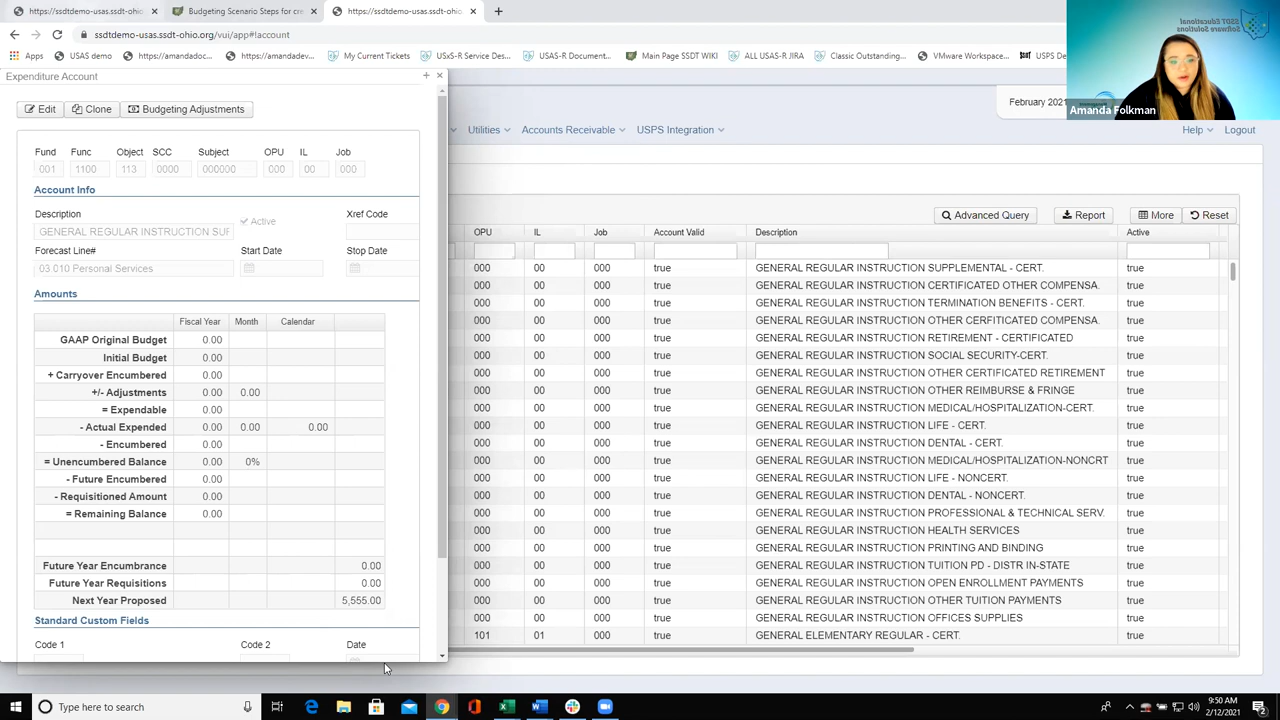 https://ssdtdemo-usas.ssdt-ohio. Budgeting Scenario Steps for cre https://ssdtdemo-usas.ssdt-ohio.
ssdtdemo-usas.ssdt-ohio.org/vui/app#!account
Apps USAS demo https://amandadoc... https://amandadev... My Current Tickets USxS-R Service Des... USAS-R Document... Main Page SSDT WIKI ALL USAS-R JIRA Classic Outstanding... VMware Workspace... USPS De
SSDT Educational
Software Solutions
Amanda Folkman
Expenditure Account
February 2021
Edit Clone Budgeting Adjustments
Utilities Accounts Receivable USPS Integration Help Logout
Fund Func Object SCC Subject OPU IL Job
001 1100 113 0000 000000 000 00 000
Account Info
Description Active Xref Code
GENERAL REGULAR INSTRUCTION SUF
Forecast Line# Start Date Stop Date
03.010 Personal Services
Amounts
Fiscal Year Month Calendar
GAAP Original Budget 0.00
Initial Budget 0.00
+ Carryover Encumbered 0.00
+/- Adjustments 0.00 0.00
= Expendable 0.00
- Actual Expended 0.00 0.00 0.00
- Encumbered 0.00
= Unencumbered Balance 0.00 0%
- Future Encumbered 0.00
- Requisitioned Amount 0.00
= Remaining Balance 0.00
Future Year Encumbrance 0.00
Future Year Requisitions 0.00
Next Year Proposed 5,555.00
Standard Custom Fields
Code 1 Code 2 Date
Advanced Query Report More Reset
OPU IL Job Account Valid Description Active
000 00 000 true GENERAL REGULAR INSTRUCTION SUPPLEMENTAL - CERT. true
000 00 000 true GENERAL REGULAR INSTRUCTION CERTIFICATED OTHER COMPENSA. true
000 00 000 true GENERAL REGULAR INSTRUCTION TERMINATION BENEFITS - CERT. true
000 00 000 true GENERAL REGULAR INSTRUCTION OTHER CERFITICATED COMPENSA. true
000 00 000 true GENERAL REGULAR INSTRUCTION RETIREMENT - CERTIFICATED true
000 00 000 true GENERAL REGULAR INSTRUCTION SOCIAL SECURITY-CERT. true
000 00 000 true GENERAL REGULAR INSTRUCTION OTHER CERTIFICATED RETIREMENT true
000 00 000 true GENERAL REGULAR INSTRUCTION OTHER REIMBURSE & FRINGE true
000 00 000 true GENERAL REGULAR INSTRUCTION MEDICAL/HOSPITALIZATION-CERT. true
000 00 000 true GENERAL REGULAR INSTRUCTION LIFE - CERT. true
000 00 000 true GENERAL REGULAR INSTRUCTION DENTAL - CERT. true
000 00 000 true GENERAL REGULAR INSTRUCTION MEDICAL/HOSPITALIZATION-NONCRT true
000 00 000 true GENERAL REGULAR INSTRUCTION LIFE - NONCERT. true
000 00 000 true GENERAL REGULAR INSTRUCTION DENTAL - NONCERT. true
000 00 000 true GENERAL REGULAR INSTRUCTION PROFESSIONAL & TECHNICAL SERV. true
000 00 000 true GENERAL REGULAR INSTRUCTION HEALTH SERVICES true
000 00 000 true GENERAL REGULAR INSTRUCTION PRINTING AND BINDING true
000 00 000 true GENERAL REGULAR INSTRUCTION TUITION PD - DISTR IN-STATE true
000 00 000 true GENERAL REGULAR INSTRUCTION OPEN ENROLLMENT PAYMENTS true
000 00 000 true GENERAL REGULAR INSTRUCTION OTHER TUITION PAYMENTS true
000 00 000 true GENERAL REGULAR INSTRUCTION OFFICES SUPPLIES true
101 01 000 true GENERAL ELEMENTARY REGULAR - CERT. true
Type here to search
9:50 AM
2/12/2021
2